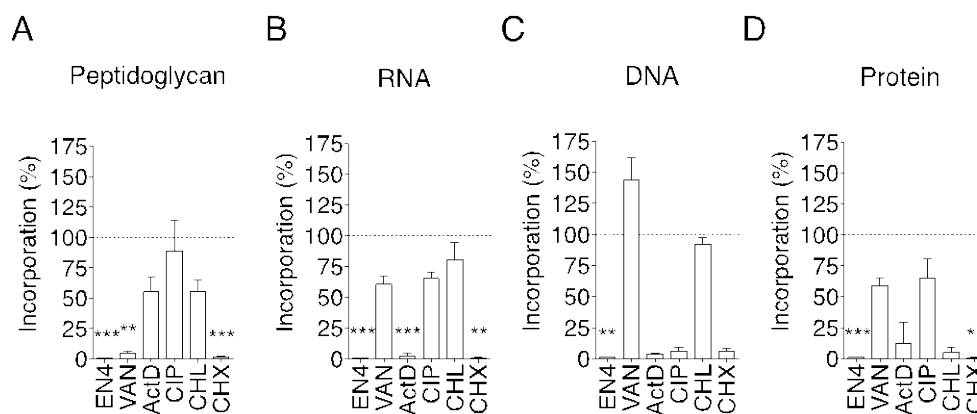 A
Peptidoglycan
Incorporation (%)
175
150
125
100
75
50
25
0
*** ** ***
EN4
VAN
ActD
CIP
CHL
CHX
B
RNA
Incorporation (%)
175
150
125
100
75
50
25
0
*** *** **
EN4
VAN
ActD
CIP
CHL
CHX
C
DNA
Incorporation (%)
175
150
125
100
75
50
25
0
**
EN4
VAN
ActD
CIP
CHL
CHX
D
Protein
Incorporation (%)
175
150
125
100
75
50
25
0
*** *
EN4
VAN
ActD
CIP
CHL
CHX